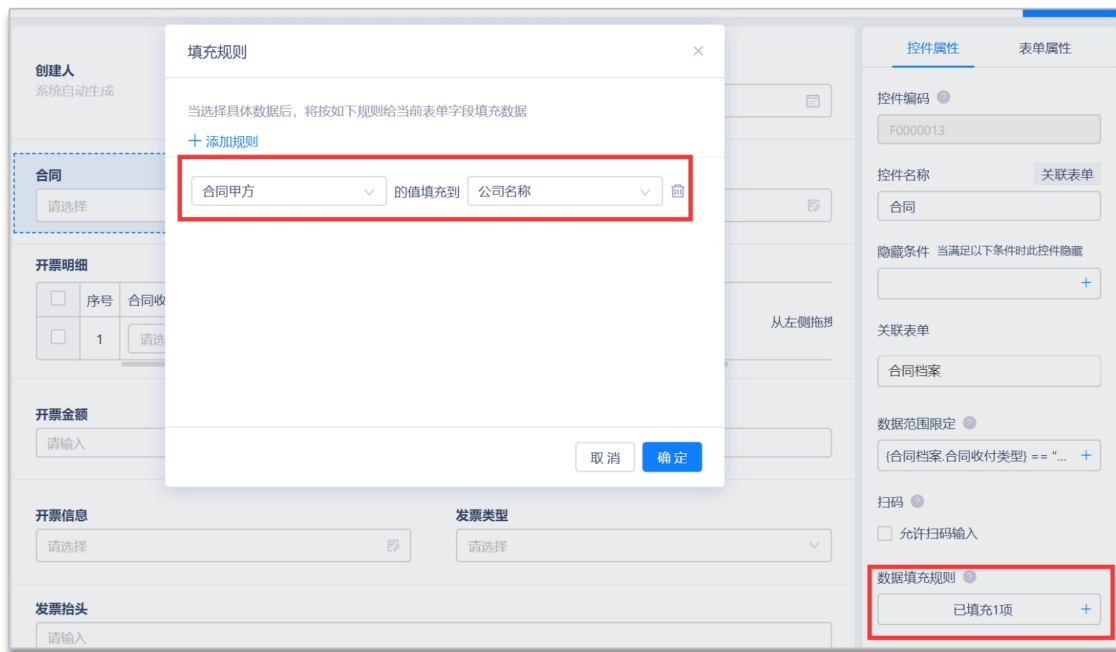 填充规则
当选择具体数据后，将按如下规则给当前表单字段填充数据
+ 添加规则
合同甲方 的值填充到 公司名称
取 消 确 定
创建人
系统自动生成
合同
请选择
开票明细
序号 合同收
1 请选
从左侧拖拽
开票金额
请输入
开票信息 发票类型
请选择 请选择
发票抬头
请输入
控件属性 表单属性
控件编码
F0000013
控件名称 关联表单
合同
隐藏条件 当满足以下条件时此控件隐藏
关联表单
合同档案
数据范围限定
{合同档案.合同收付类型} == "...
扫码
允许扫码输入
数据填充规则
已填充1项